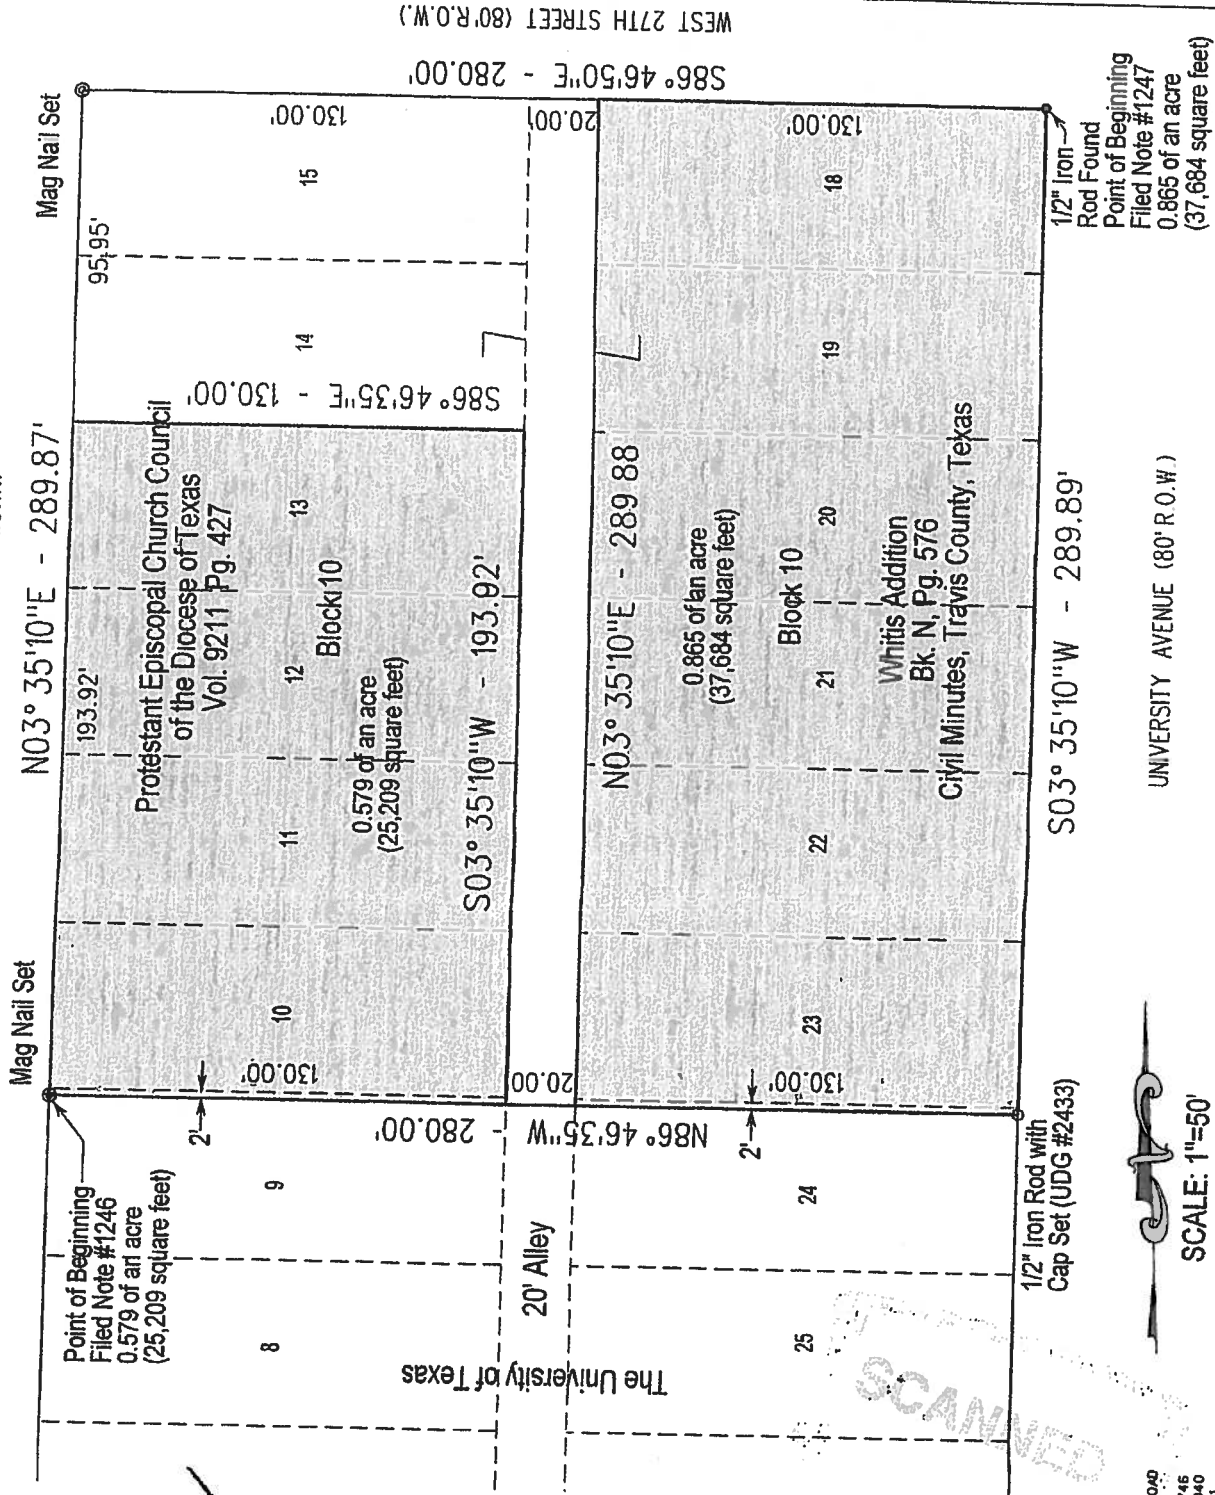 WEST 27TH STREET (80'R.O.W.)
S86°46'50"E - 280.00'
Mag Nail Set
130.00'
20.00'
130.00'
95.95'
15
14
18
19
1/2" Iron
Rod Found
Point of Beginning
Filed Note #1247
0.865 of an acre
(37,684 square feet)
S86°46'35"E - 130.00'
N03°35'10"E - 289.87'
193.92'
Protestant Episcopal Church Council
of the Diocese of Texas
Vol. 9211 Pg. 427
13
12
Block 10
11
0.579 of an acre
(25,209 square feet)
10
S03°35'10"W - 193.92'
N03°35'10"E - 289.88
0.865 of an acre
(37,684 square feet)
Block 10
20
21
22
23
Whitis Addition
Bk. N, Pg. 576
Civil Minutes, Travis County, Texas
S03°35'10"W - 289.89'
UNIVERSITY AVENUE (80'R.O.W.)
Mag Nail Set
130.00'
20.00
130.00'
2'
2'
N86°46'35"W - 280.00'
Point of Beginning
Filed Note #1246
0.579 of an acre
(25,209 square feet)
9
8
20' Alley
24
25
The University of Texas
1/2" Iron Rod with
Cap Set (UDG #2433)
SCALE: 1"=50'
SCANNED